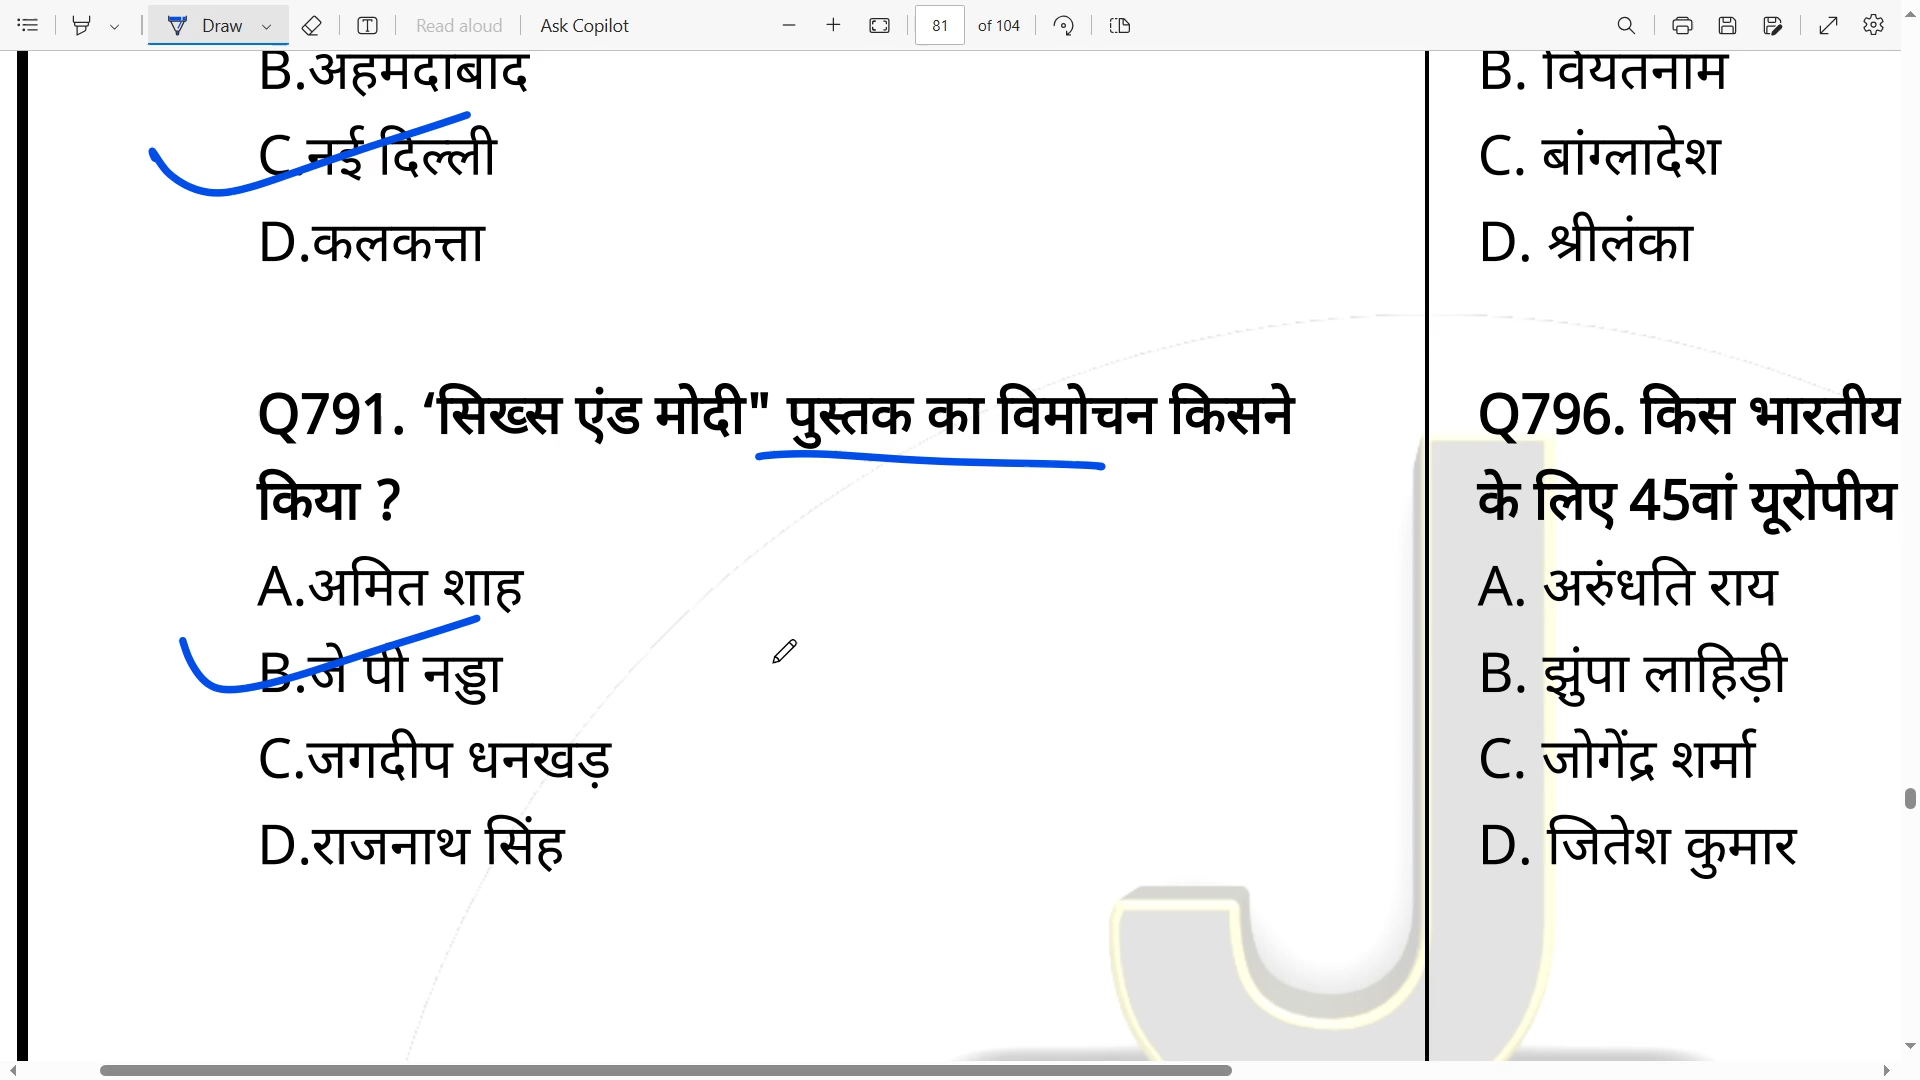 Draw
Read aloud
Ask Copilot
81 of 104
B.अहमदाबाद
C.नई दिल्ली
D.कलकत्ता
Q791. ‘सिख्स एंड मोदी" पुस्तक का विमोचन किसने
किया ?
A.अमित शाह
B.जे पी नड्डा
C.जगदीप धनखड़
D.राजनाथ सिंह
B. वियतनाम
C. बांग्लादेश
D. श्रीलंका
Q796. किस भारतीय
के लिए 45वां यूरोपीय
A. अरुंधति राय
B. झुंपा लाहिड़ी
C. जोगेंद्र शर्मा
D. जितेश कुमार